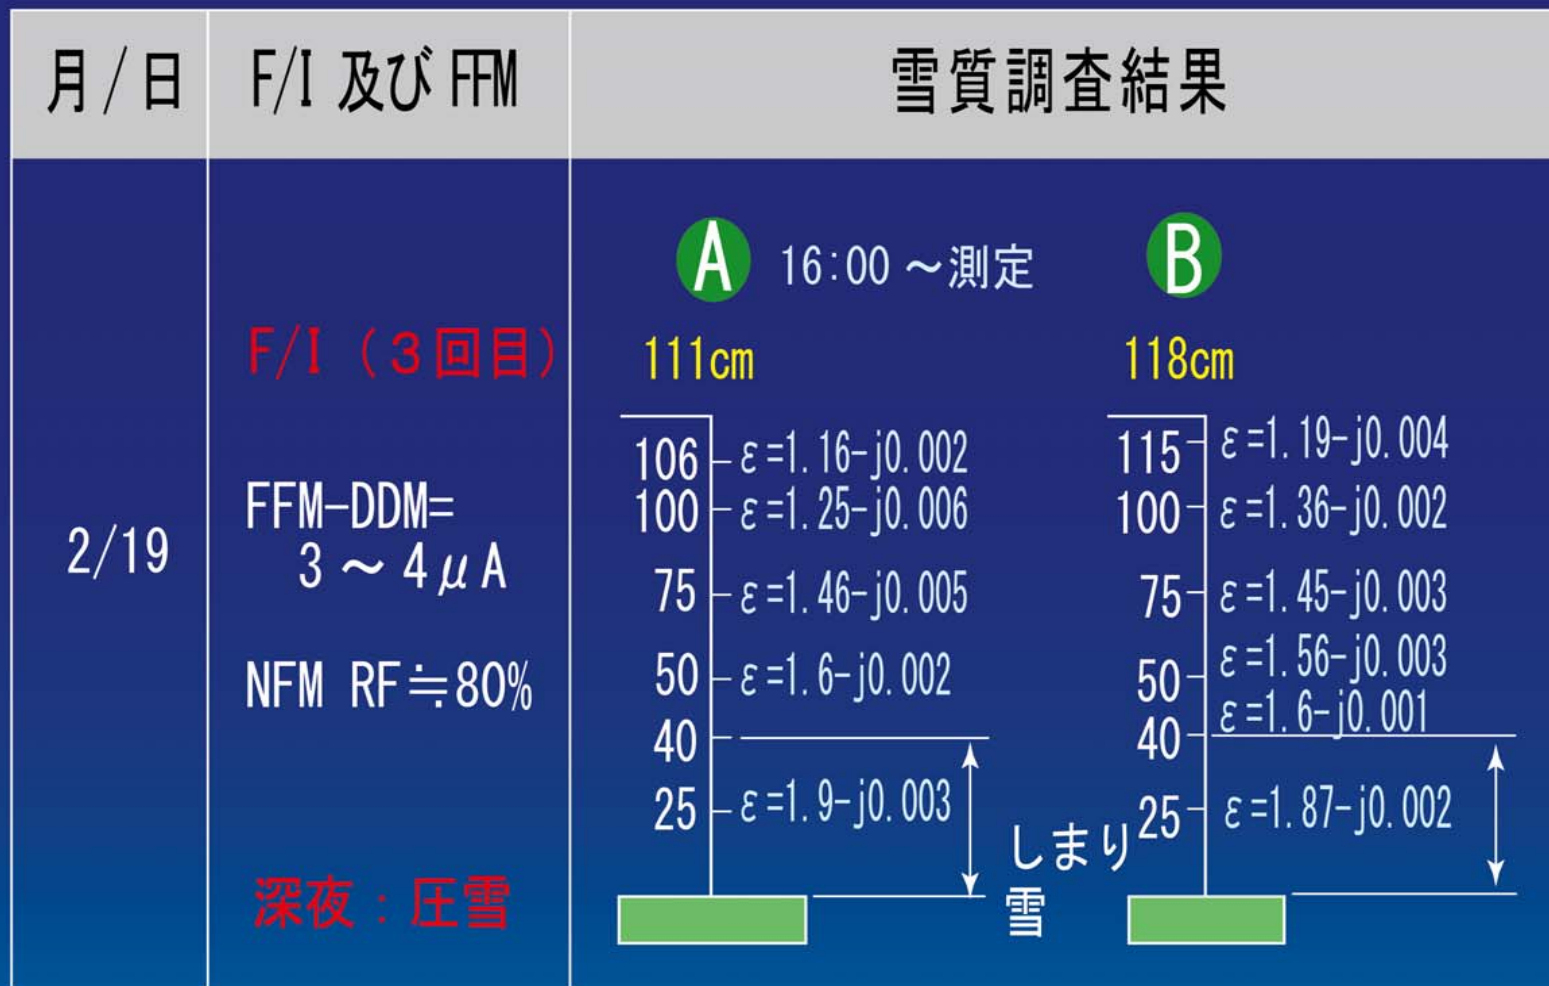 月/日
F/I 及び FFM
雪質調査結果
2/19
F/I (3回目)
FFM-DDM=
3 ～ 4μA
NFM RF≒80%
深夜：圧雪
A
16:00 ～測定
B
111cm
106 ε=1.16-j0.002
100 ε=1.25-j0.006
75 ε=1.46-j0.005
50 ε=1.6-j0.002
40
25 ε=1.9-j0.003
しまり
雪
118cm
115 ε=1.19-j0.004
100 ε=1.36-j0.002
75 ε=1.45-j0.003
ε=1.56-j0.003
50
ε=1.6-j0.001
40
25 ε=1.87-j0.002